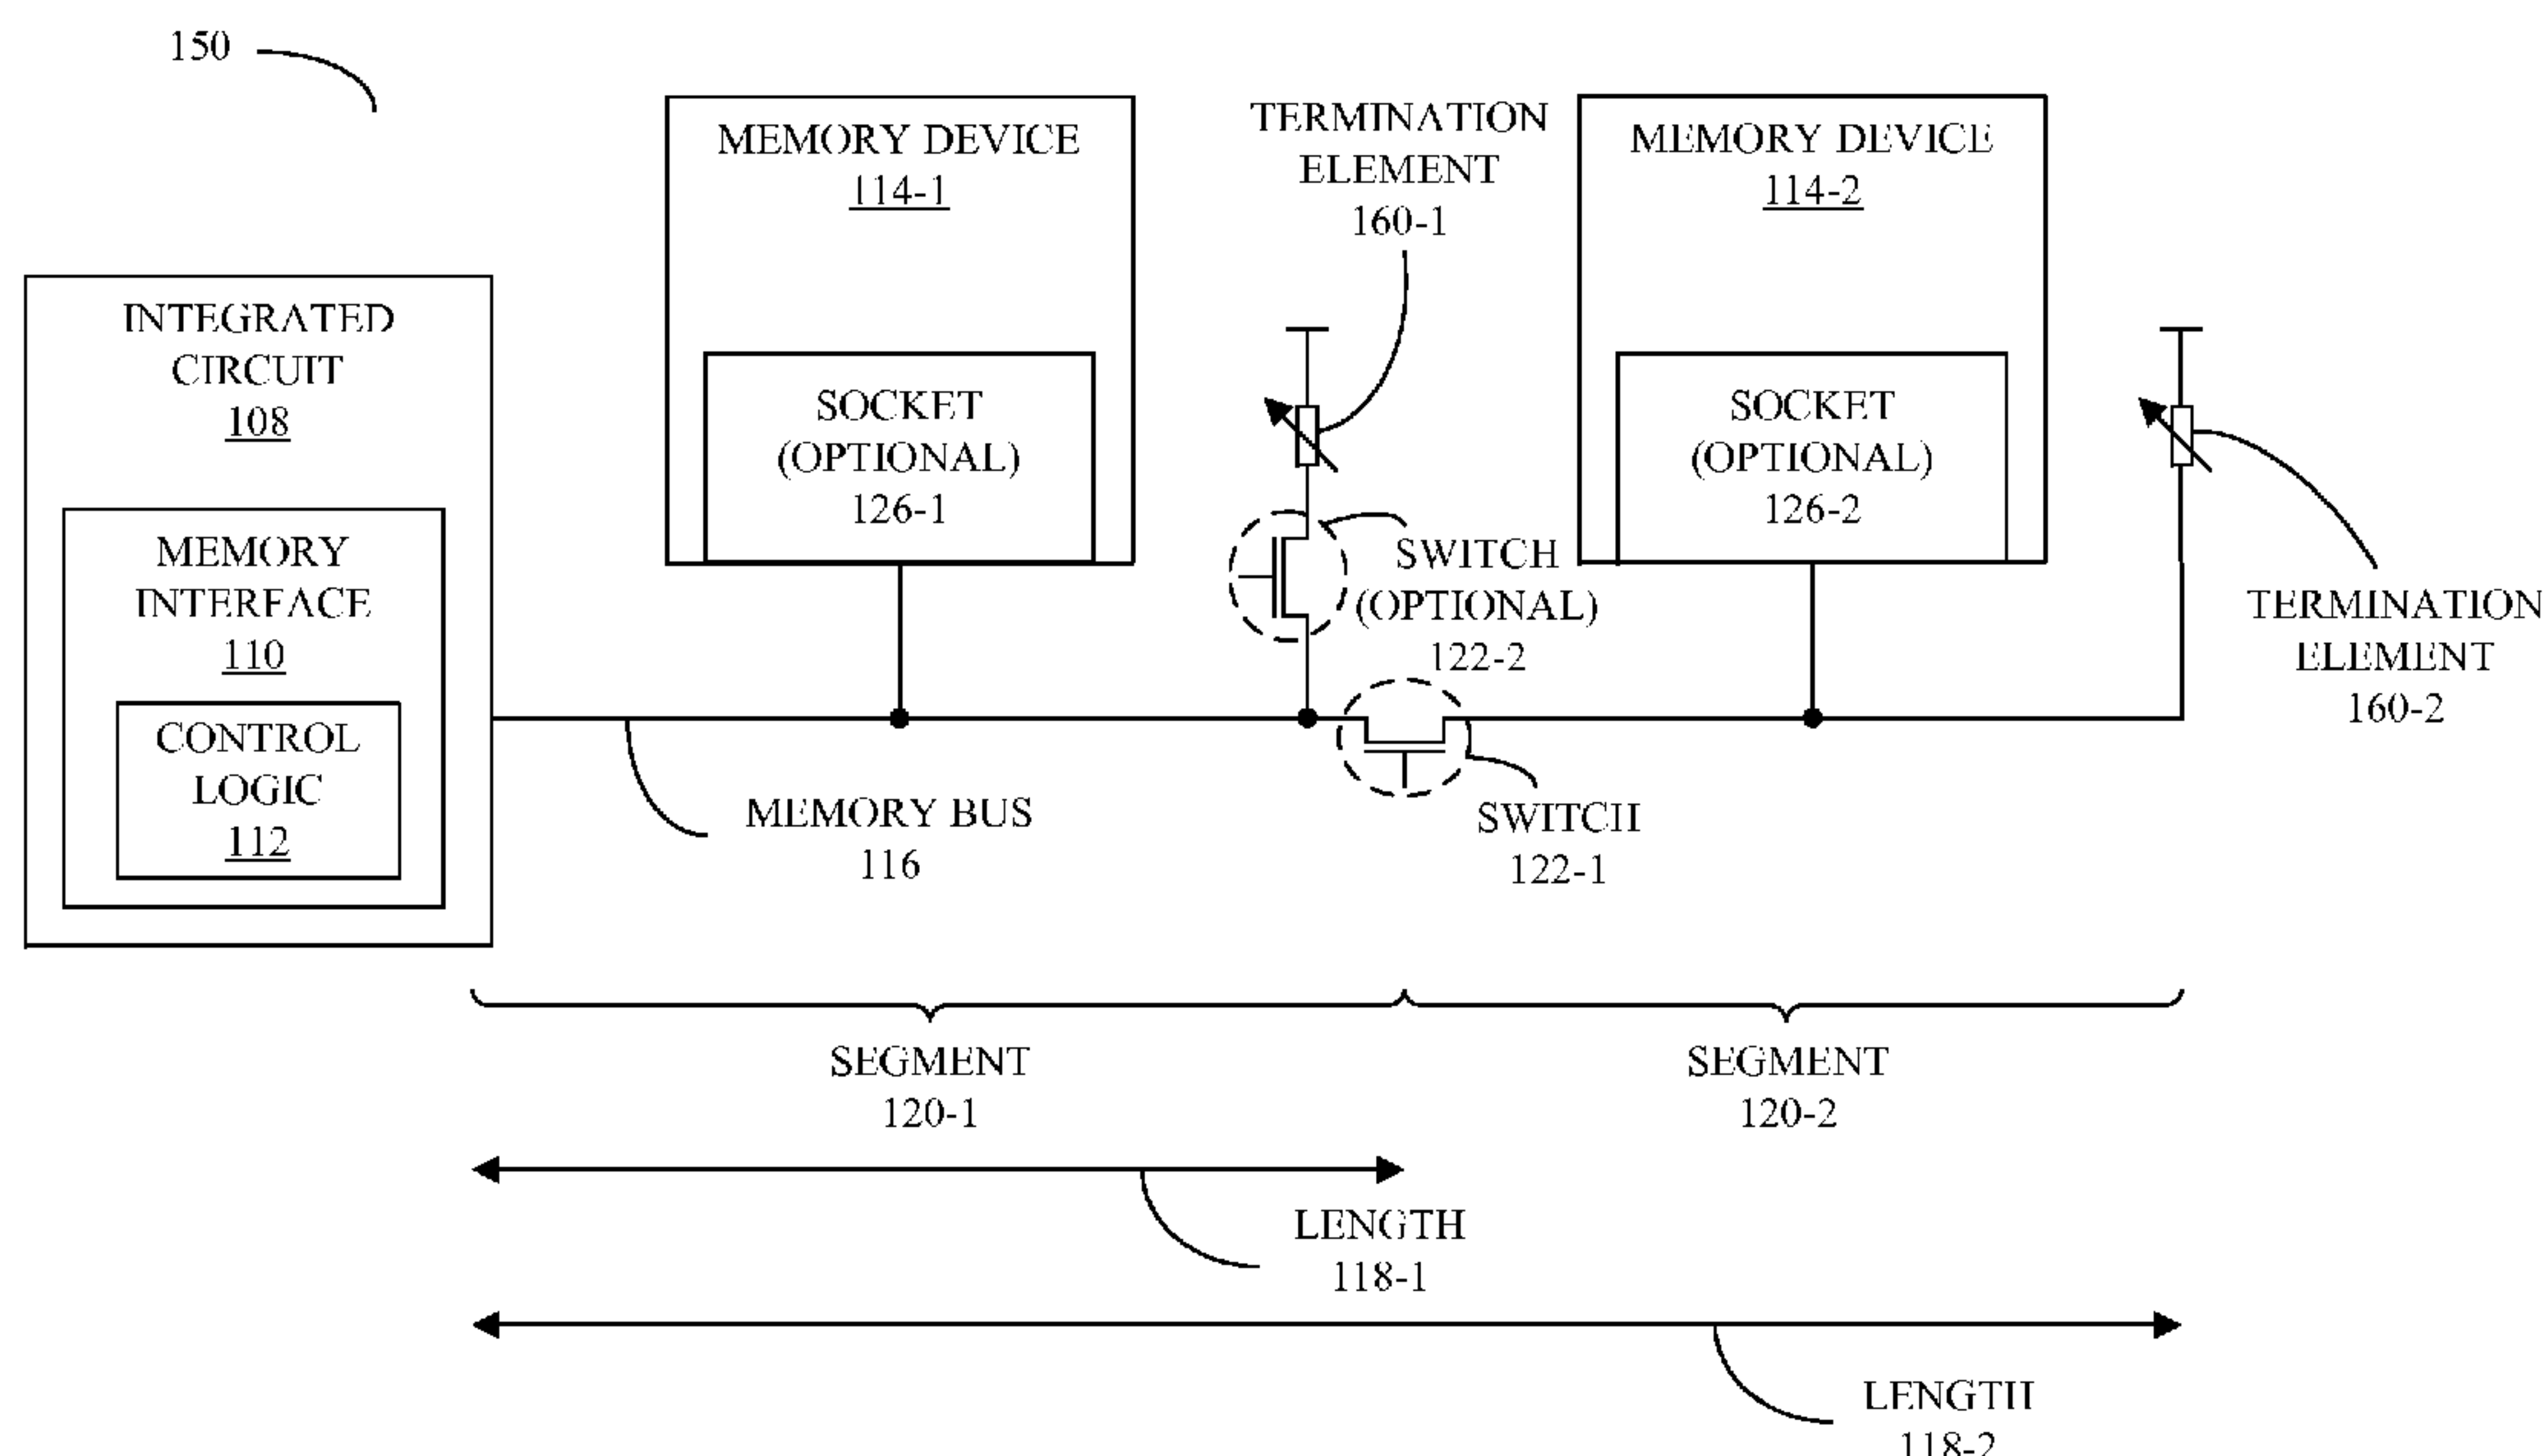 150
MEMORY DEVICE
114-1
TERMINATION
ELEMENT
160-1
MEMORY DEVICE
114-2
INTEGRATED
CIRCUIT
108
SOCKET
(OPTIONAL)
126-1
SOCKET
(OPTIONAL)
126-2
MEMORY
INTERFACE
110
SWITCH
(OPTIONAL)
122-2
TERMINATION
ELEMENT
160-2
CONTROL
LOGIC
112
MEMORY BUS
116
SWITCH
122-1
SEGMENT
120-1
SEGMENT
120-2
LENGTH
118-1
LENGTH
118-2